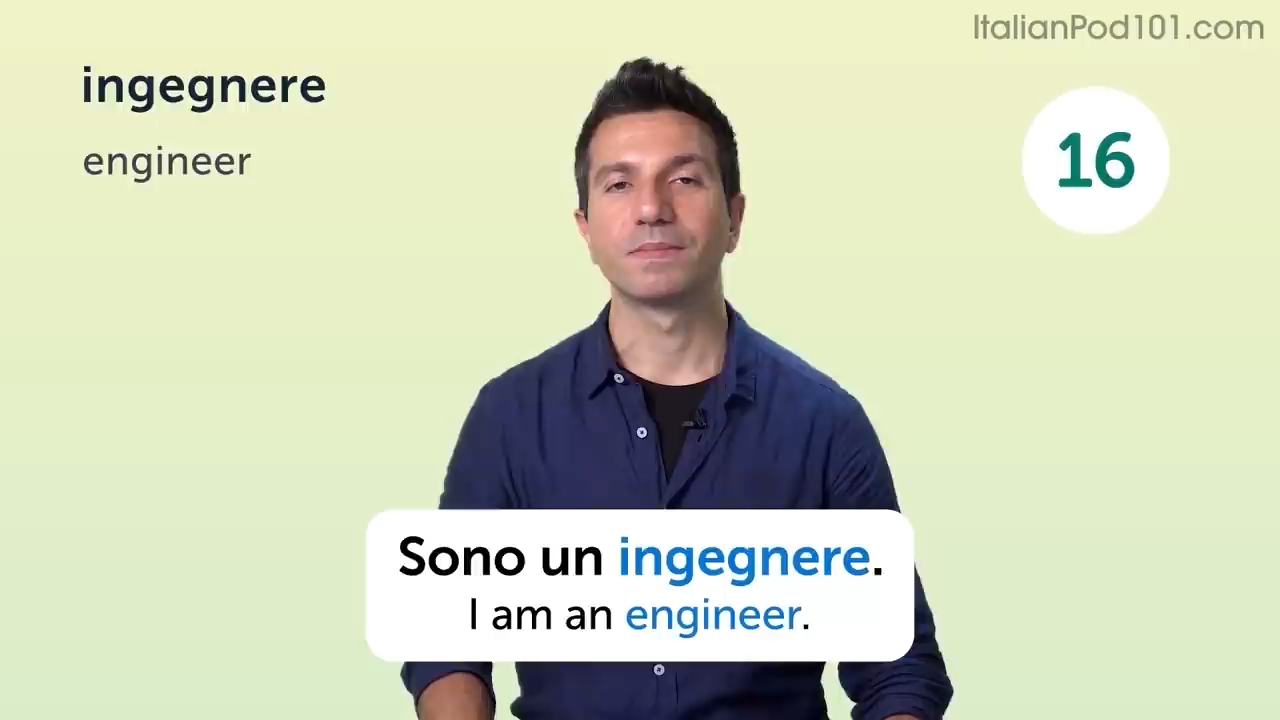 ItalianPod101.com
ingegnere
engineer
16
Sono un ingegnere.
I am an engineer.